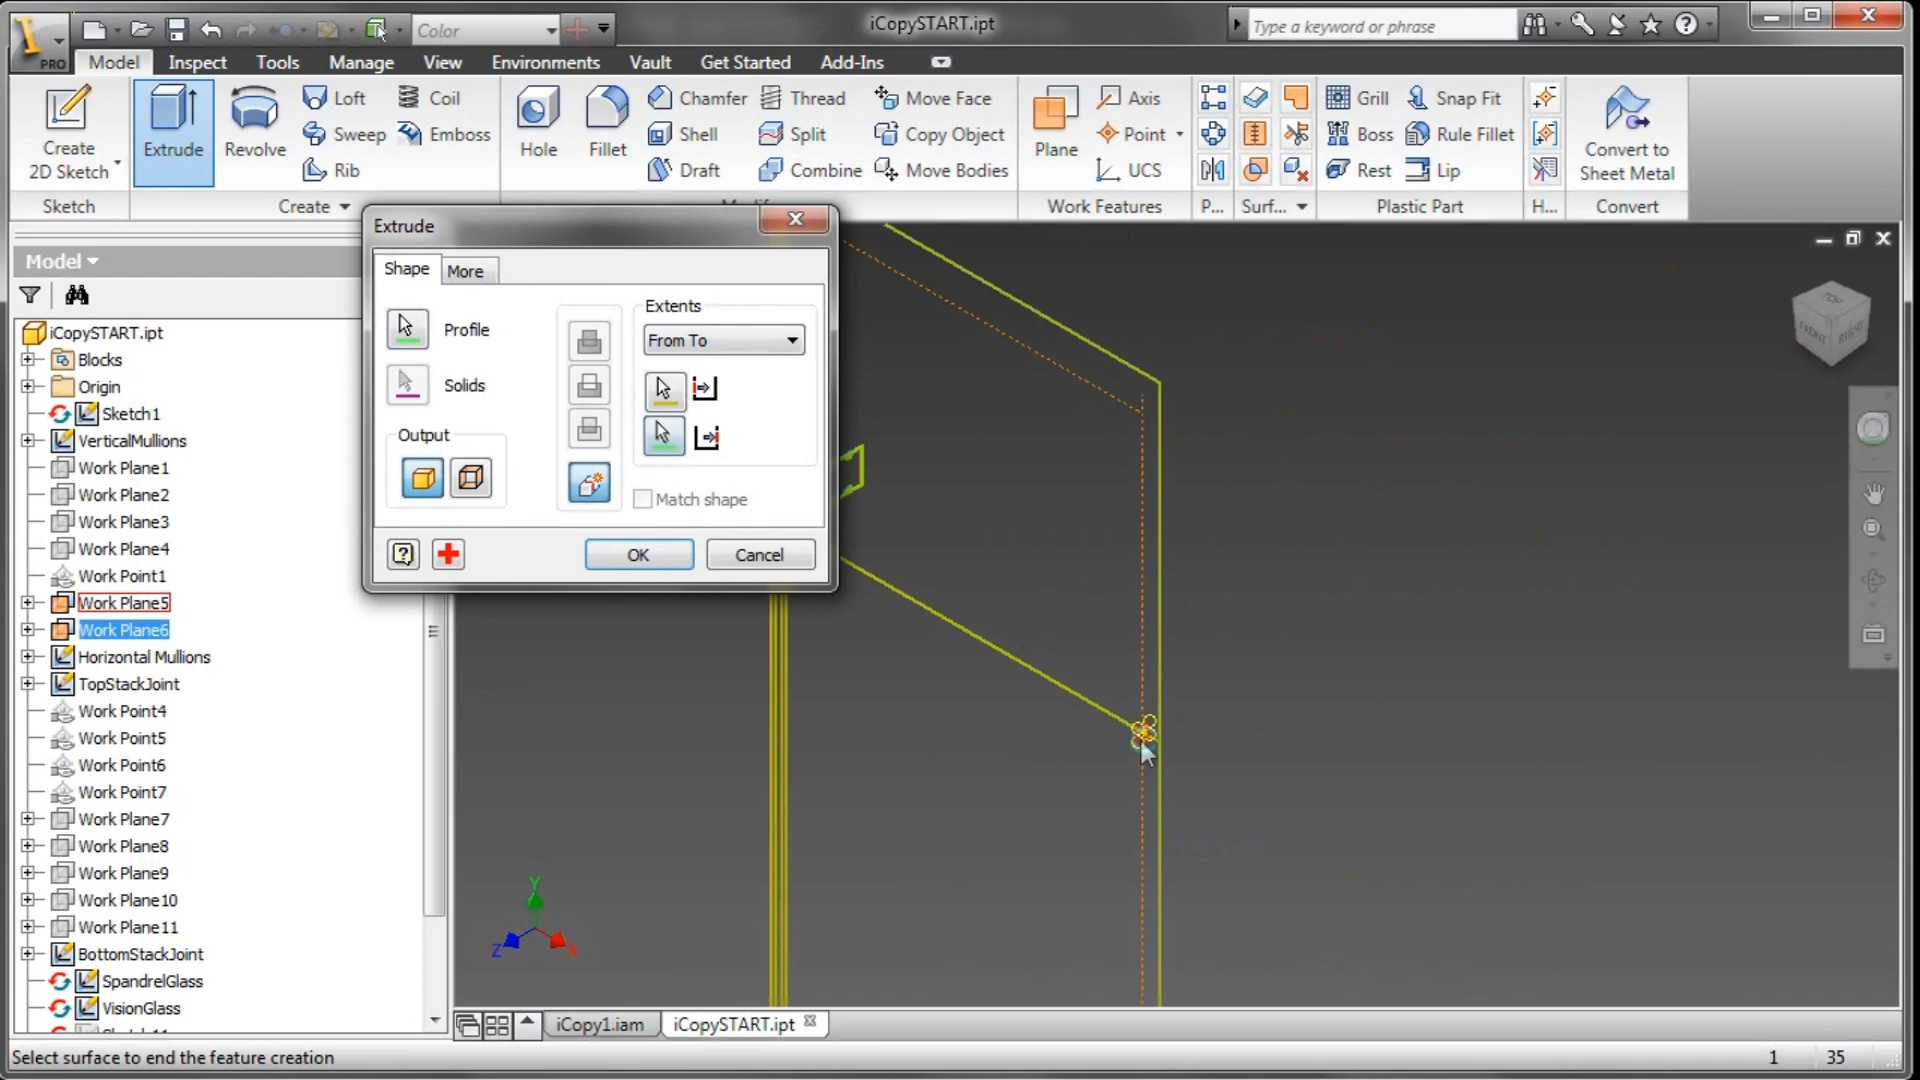 iCopySTART.ipt
Color
Type a keyword or phrase
PRO
Model
Inspect
Tools
Manage
View
Environments
Vault
Get Started
Add-Ins
Create
2D Sketch
Extrude
Revolve
Loft
Sweep
Rib
Coil
Emboss
Hole
Fillet
Chamfer
Shell
Draft
Thread
Split
Combine
Move Face
Copy Object
Move Bodies
Plane
Axis
Point
UCS
Grill
Boss
Rest
Snap Fit
Rule Fillet
Lip
Convert to
Sheet Metal
Sketch
Create
Work Features
P...
Surf...
Plastic Part
H...
Convert
Model
iCopySTART.ipt
Blocks
Origin
Sketch1
VerticalMullions
Work Plane1
Work Plane2
Work Plane3
Work Plane4
Work Point1
Work Plane5
Work Plane6
Horizontal Mullions
TopStackJoint
Work Point4
Work Point5
Work Point6
Work Point7
Work Plane7
Work Plane8
Work Plane9
Work Plane10
Work Plane11
BottomStackJoint
SpandrelGlass
VisionGlass
Extrude
Shape
More
Profile
Solids
Output
Extents
From To
Match shape
OK
Cancel
TOP
FRONT
RIGHT
Y
Z
X
iCopy1.iam
iCopySTART.ipt
Select surface to end the feature creation
1
35